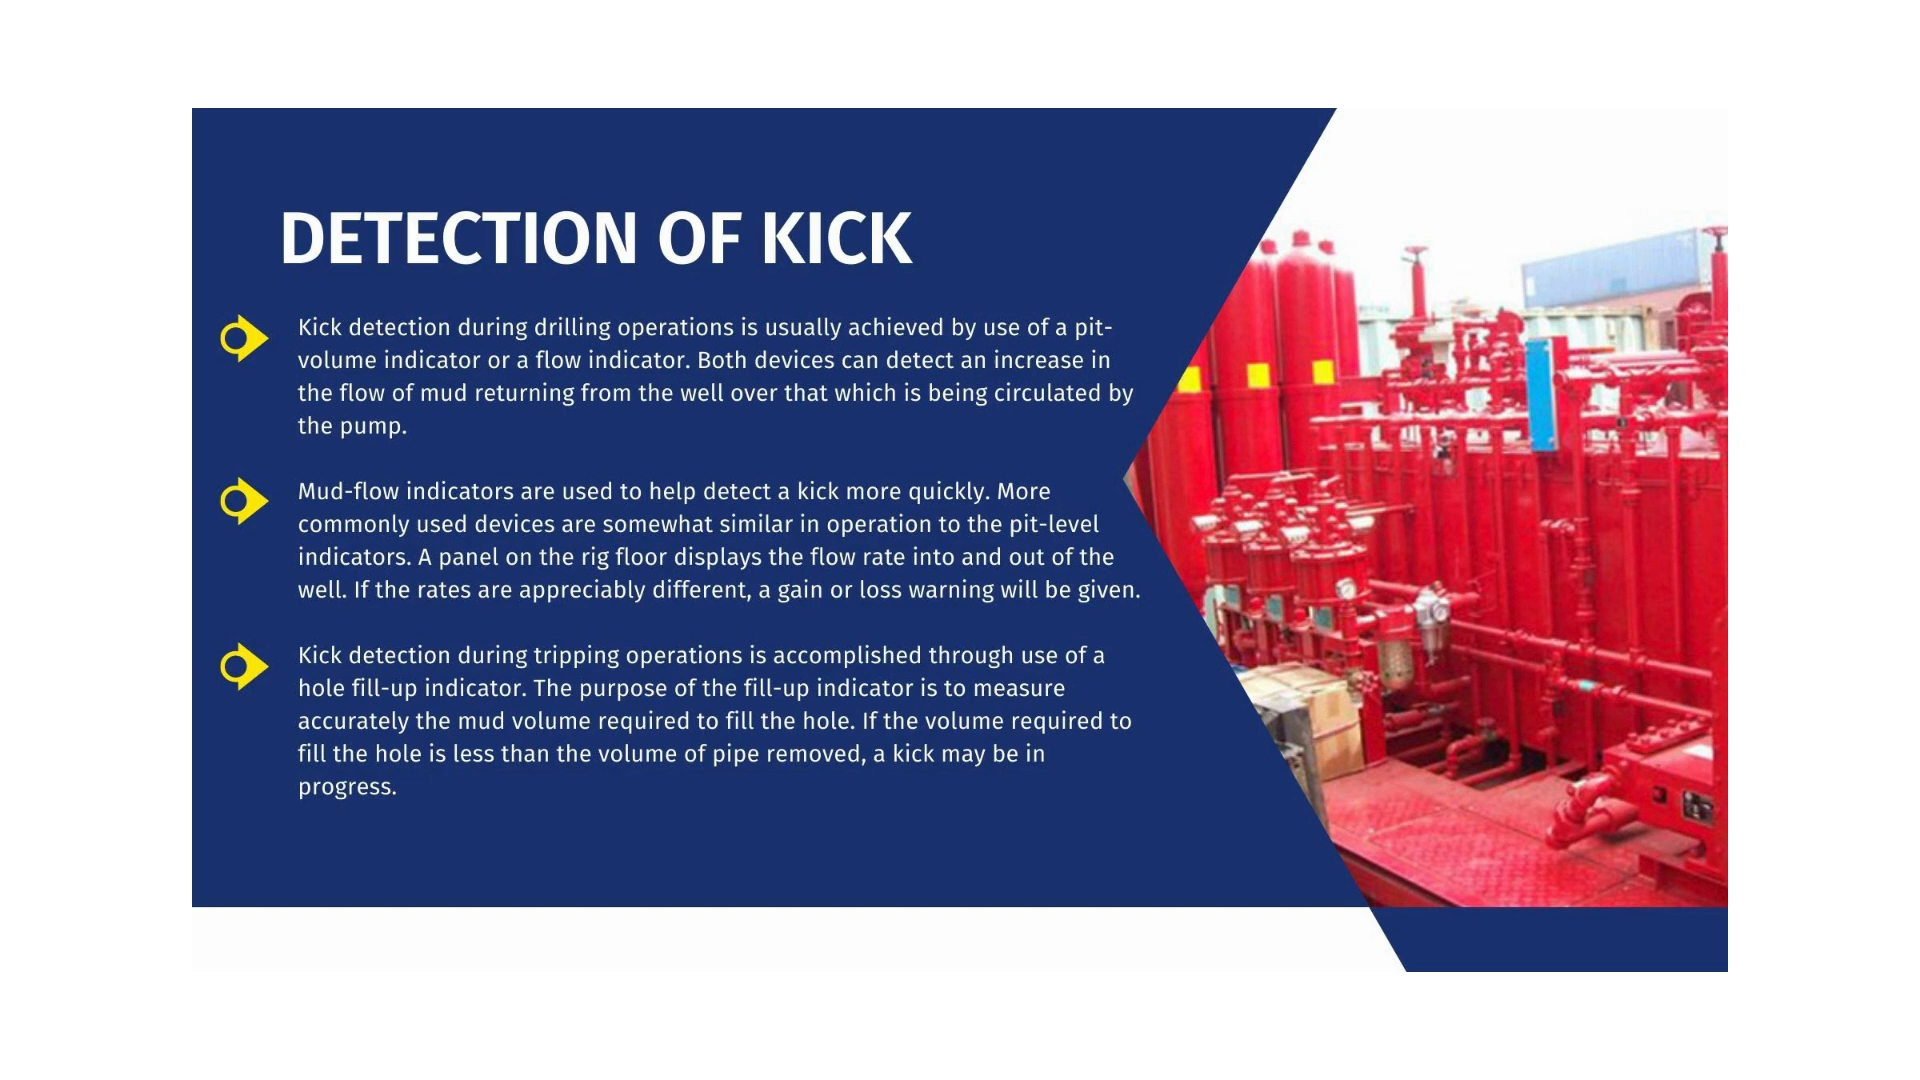 DETECTION OF KICK
Kick detection during drilling operations is usually achieved by use of a pit-
volume indicator or a flow indicator. Both devices can detect an increase in
the flow of mud returning from the well over that which is being circulated by
the pump.
Mud-flow indicators are used to help detect a kick more quickly. More
commonly used devices are somewhat similar in operation to the pit-level
indicators. A panel on the rig floor displays the flow rate into and out of the
well. If the rates are appreciably different, a gain or loss warning will be given.
Kick detection during tripping operations is accomplished through use of a
hole fill-up indicator. The purpose of the fill-up indicator is to measure
accurately the mud volume required to fill the hole. If the volume required to
fill the hole is less than the volume of pipe removed, a kick may be in
progress.